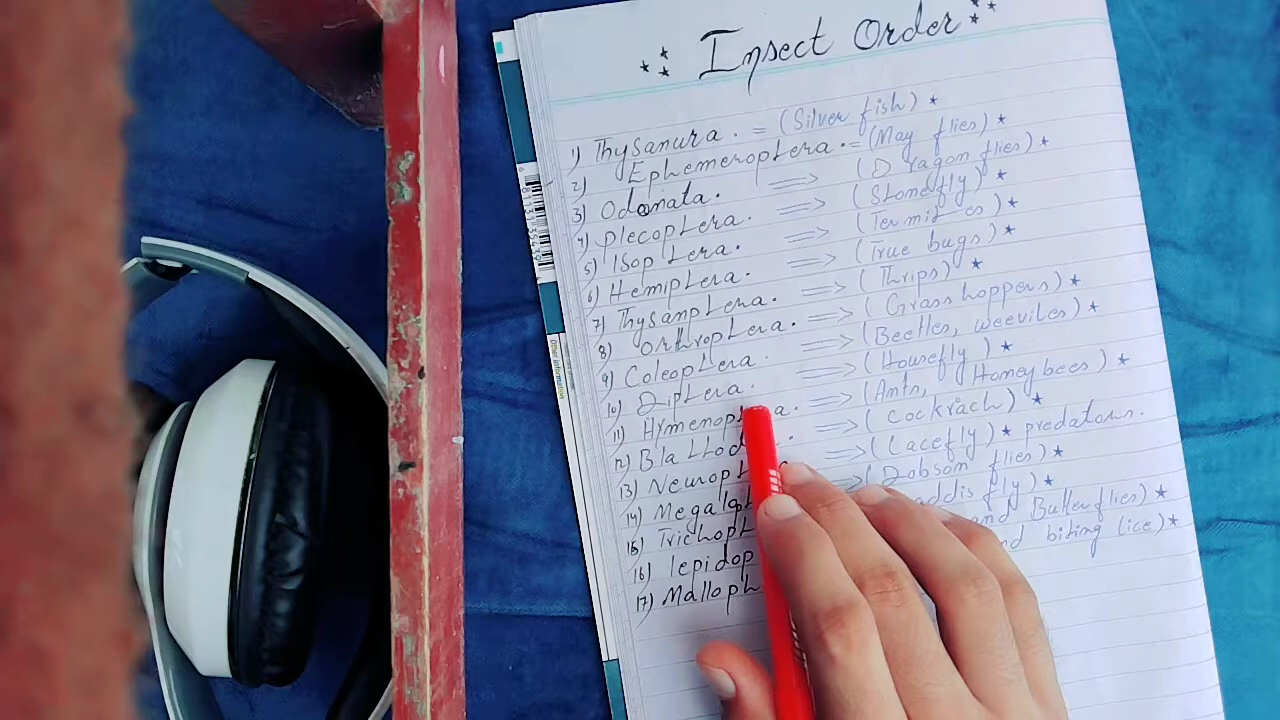 Insect Order
1) Thysanura. = (Silver fish) ★
2) Ephemeroptera. = (May flies) ★
3) Odonata. ⟹ (Dragon flies) ★
4) Plecoptera. ⟹ (Stonefly) ★
5) Isoptera. ⟹ (Termites) ★
6) Hemiptera. ⟹ (True bugs) ★
7) Thysanptera. ⟹ (Thrips) ★
8) Orthroptera. ⟹ (Grass hoppers) ★
9) Coleoptera. ⟹ (Beetles, weeviles) ★
10) Diptera. ⟹ (Housefly) ★
11) Hymenop a. ⟹ (Ants, Honeybees) ★
12) Blattod . ⟹ (Cockrach) ★
13) Neuropt ⟹ (Lacefly) ★ predators.
14) Megalopt ⟹ (Dobson flies) ★
15) Trichopt addis fly) ★
16) lepidop and Butterflies) ★
17) Malloph nd biting lice) ★